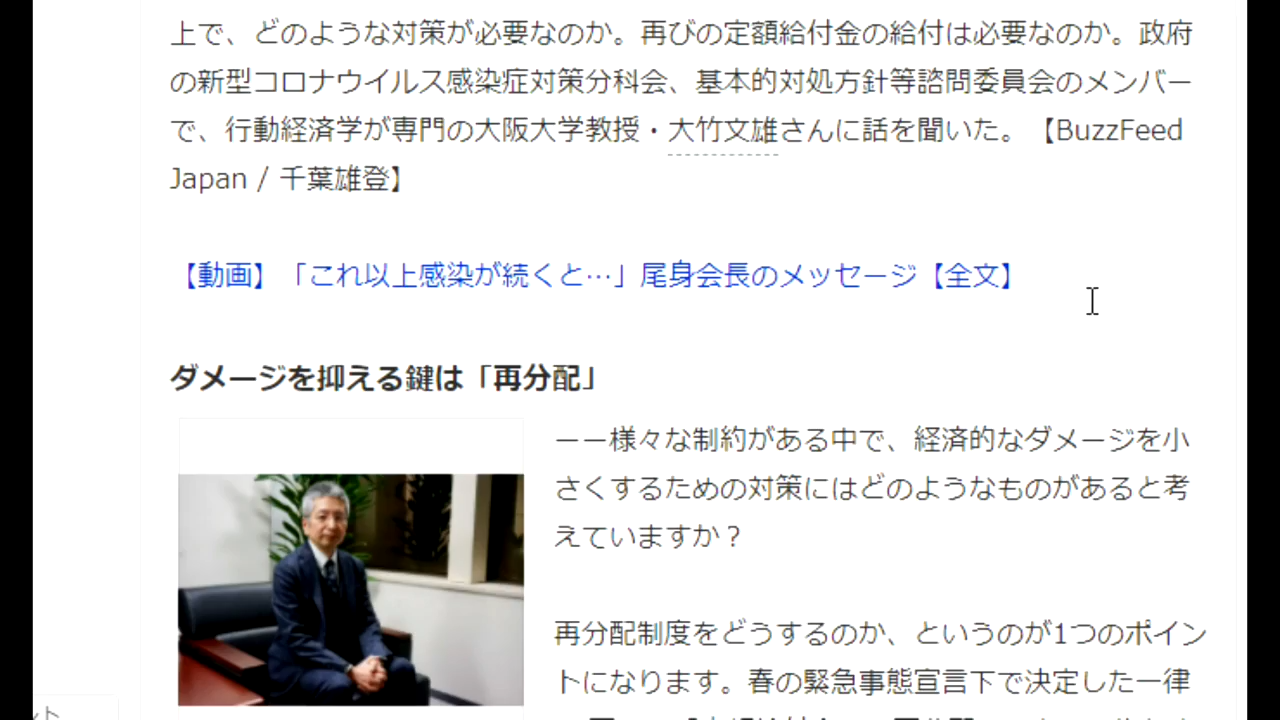 上で、どのような対策が必要なのか。再びの定額給付金の給付は必要なのか。政府
の新型コロナウイルス感染症対策分科会、基本的対処方針等諮問委員会のメンバー
で、行動経済学が専門の大阪大学教授・大竹文雄さんに話を聞いた。【BuzzFeed
Japan / 千葉雄登】
【動画】「これ以上感染が続くと…」尾身会長のメッセージ【全文】
ダメージを抑える鍵は「再分配」
ーー様々な制約がある中で、経済的なダメージを小
さくするための対策にはどのようなものがあると考
えていますか？
再分配制度をどうするのか、というのが1つのポイン
トになります。春の緊急事態宣言下で決定した一律